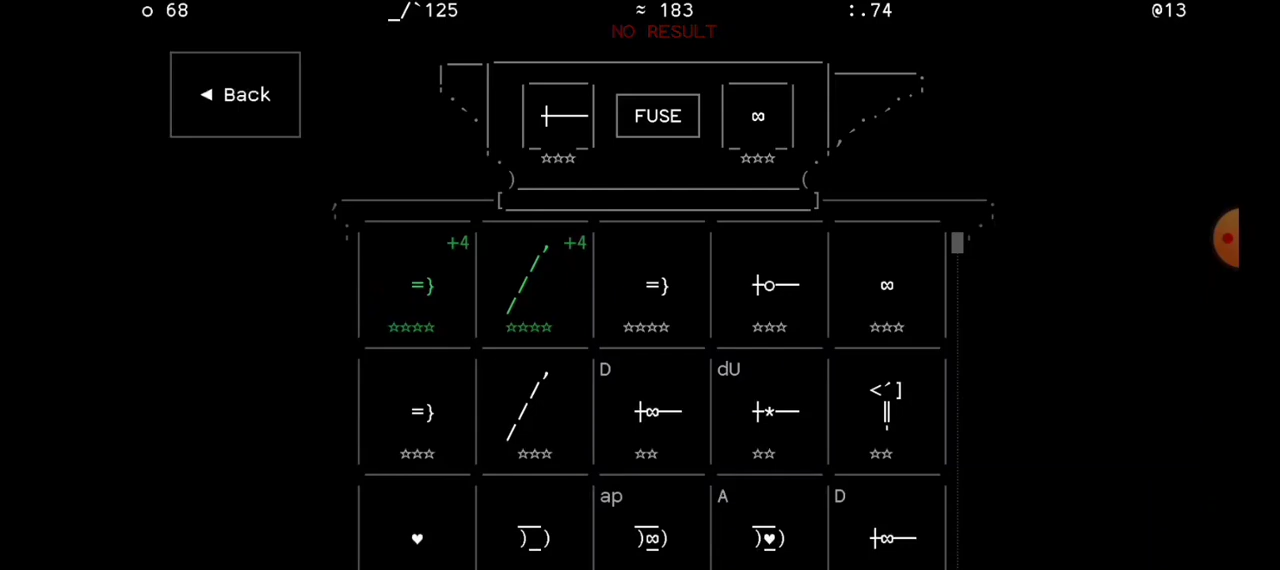 o 68 _/`125 ≈ 183 :.74 @13
NO RESULT
◄ Back
┼── FUSE ∞
☆☆☆ ☆☆☆
+4 +4
=} =} ┼o── ∞
☆☆☆☆ ☆☆☆☆ ☆☆☆☆ ☆☆☆ ☆☆☆
D dU
=} ┼∞── ┼*── <´]
☆☆☆ ☆☆☆ ☆☆ ☆☆ ☆☆
ap A D
♥ )_) )∞) )♥) ┼∞──